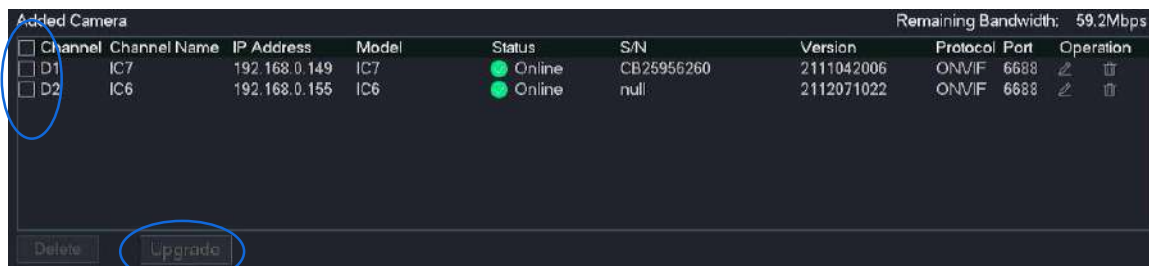 Added Camera Remaining Bandwidth: 59.2Mbps
Channel Channel Name IP Address Model Status S/N Version Protocol Port Operation
D1 IC7 192.168.0.149 IC7 Online CB25956260 2111042006 ONVIF 6688
D2 IC6 192.168.0.155 IC6 Online null 2112071022 ONVIF 6688
Delete Upgrade